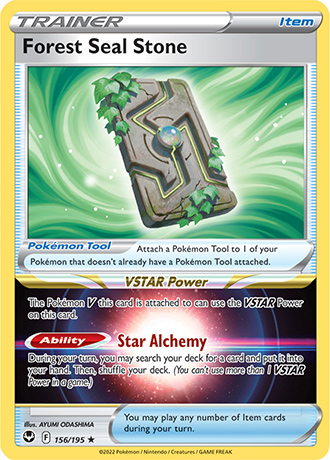 TRAINER
Item
Forest Seal Stone
Pokémon Tool
Attach a Pokémon Tool to 1 of your
Pokémon that doesn't already have a Pokémon Tool attached.
VSTAR Power
The Pokémon V this card is attached to can use the VSTAR Power
on this card.
Ability
Star Alchemy
During your turn, you may search your deck for a card and put it into
your hand. Then, shuffle your deck. (You can't use more than 1 VSTAR
Power in a game.)
Illus. AYUMI ODASHIMA
F
156/195 ★
You may play any number of Item cards
during your turn.
©2022 Pokémon / Nintendo / Creatures / GAME FREAK